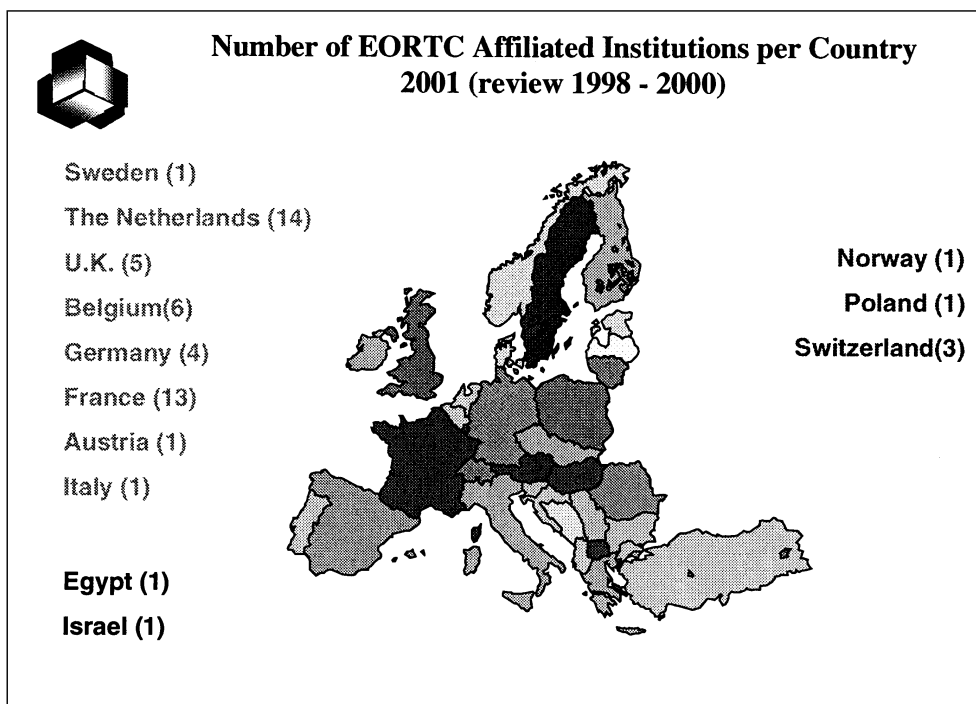 Number of EORTC Affiliated Institutions per Country
2001 (review 1998 - 2000)
Sweden (1)
The Netherlands (14)
U.K. (5)
Belgium(6)
Germany (4)
France (13)
Austria (1)
Italy (1)
Egypt (1)
Israel (1)
Norway (1)
Poland (1)
Switzerland(3)